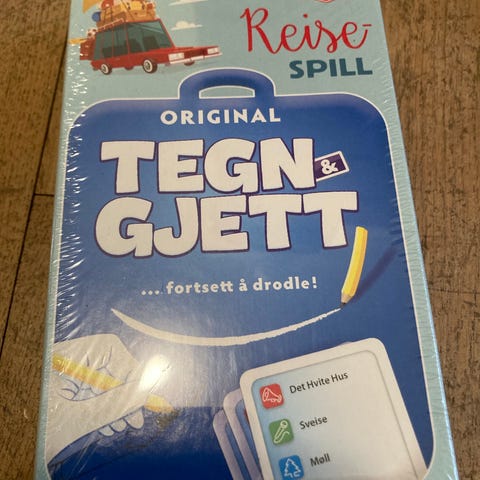 Reise-
SPILL
ORIGINAL
TEGN &
GJETT
... fortsett å drodle!
Det Hvite Hus
Sveise
Møll